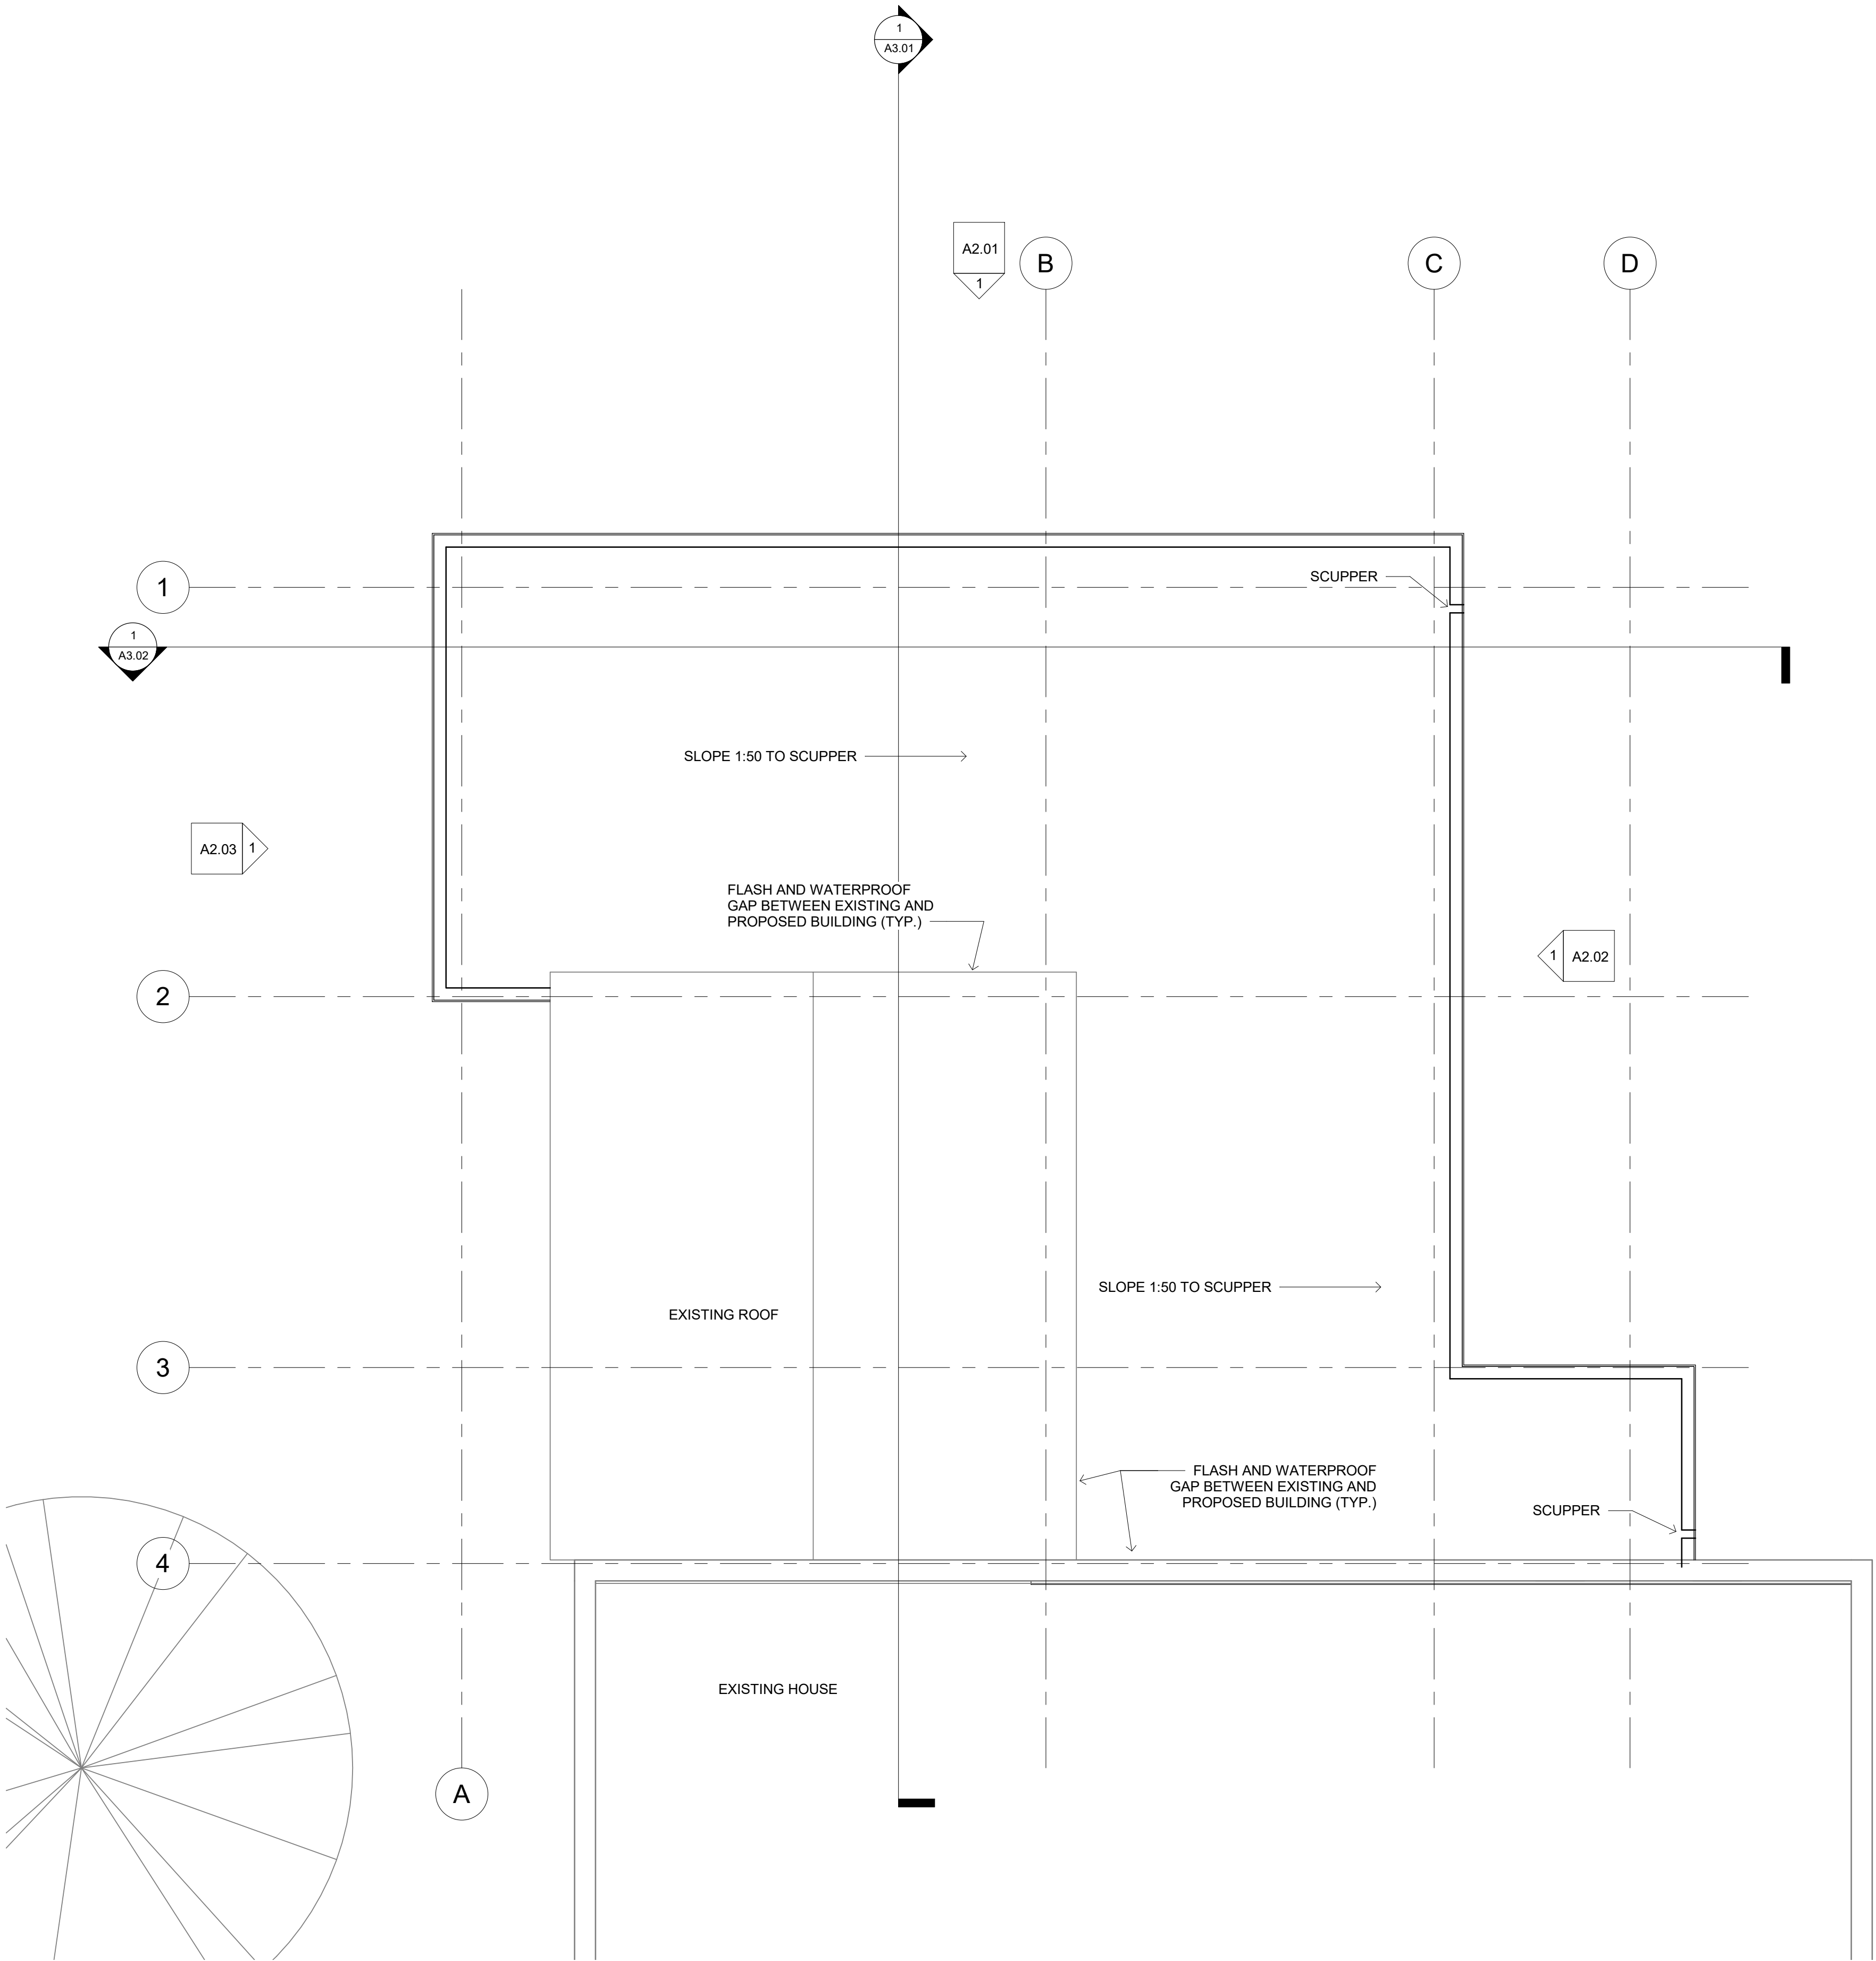 1
A3.01
A2.01
1
B
C
D
1
SCUPPER
1
A3.02
SLOPE 1:50 TO SCUPPER
A2.03
1
FLASH AND WATERPROOF
GAP BETWEEN EXISTING AND
PROPOSED BUILDING (TYP.)
1
A2.02
2
SLOPE 1:50 TO SCUPPER
EXISTING ROOF
3
FLASH AND WATERPROOF
GAP BETWEEN EXISTING AND
PROPOSED BUILDING (TYP.)
SCUPPER
4
EXISTING HOUSE
A